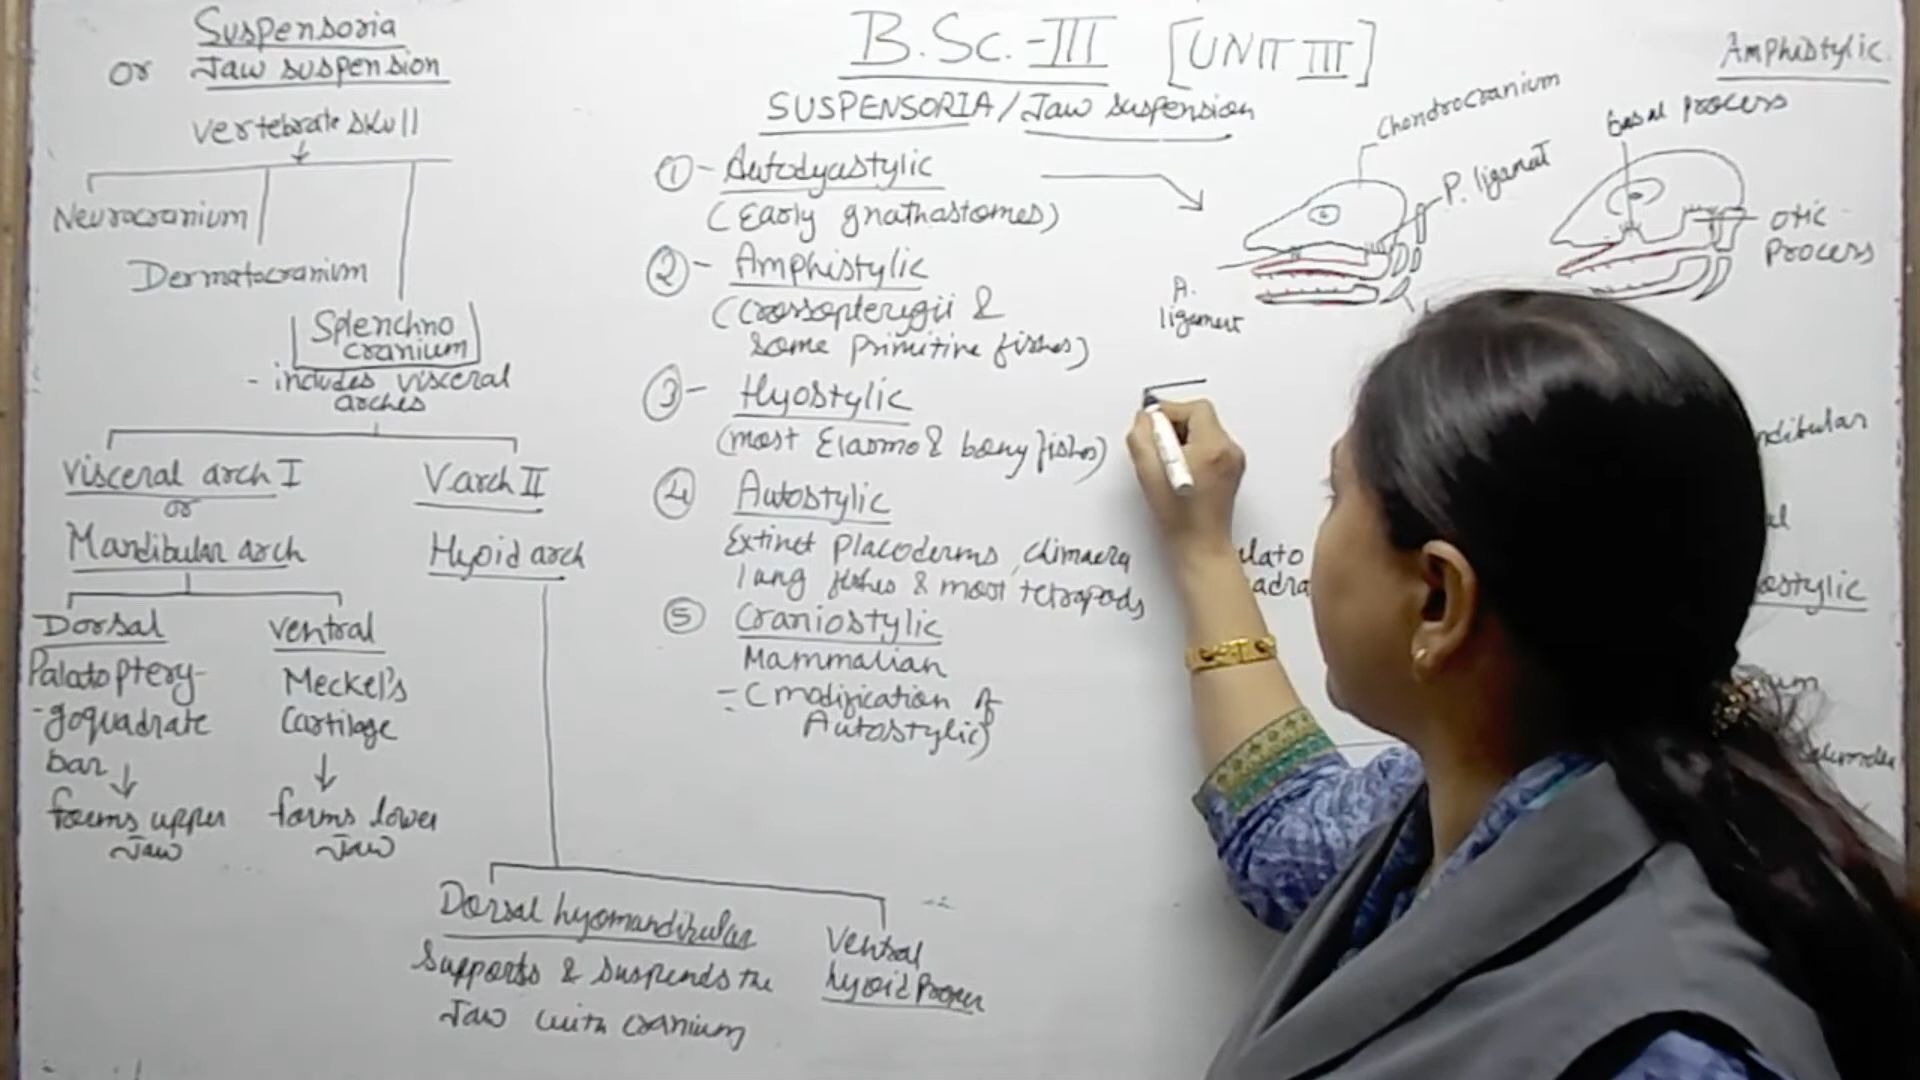 Suspensoria
or Jaw suspension
vertebrate skull
Neurocranium
Dermatocranium
Splenchno
cranium
- includes visceral
arches
Visceral arch I
or
Mandibular arch
V. arch II
Hyoid arch
Dorsal
Palatoptery-
-goquadrate
bar
forms upper
Jaw
ventral
Meckel's
Cartilage
forms lower
Jaw
Dorsal hyomandibular
supports & suspends the
Jaw with cranium
Ventral
hyoid proper
B.Sc.-III [UNIT III]
SUSPENSORIA/Jaw suspension
① - Autodyastylic
(Early gnathastomes)
② - Amphistylic
(Crossopterygii &
some primitine fishes)
③ - Hyostylic
(most Elasmo & bony fishes)
④ Autostylic
Extinct placoderms, chimaera
lung fishes & most tetrapods
⑤ Craniostylic
Mammalian
= (modification of
Autostylic)
Chondrocranium
P. ligament
A.
ligament
Amphistylic
Basal process
otic
Process
ndibular
ostylic